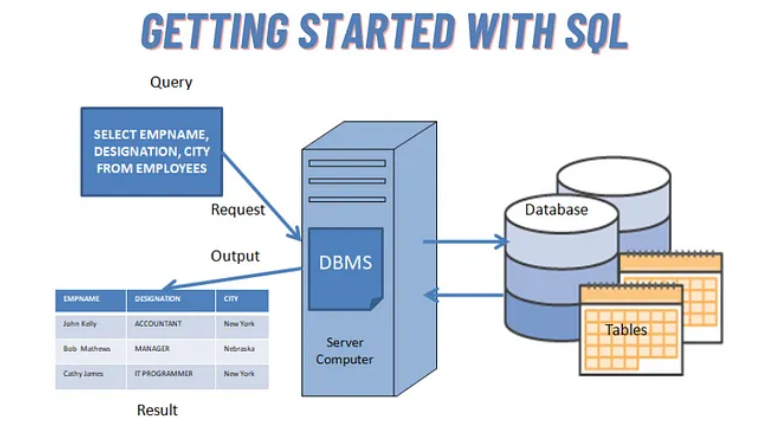 GETTING STARTED WITH SQL
Query
SELECT EMPNAME,
DESIGNATION, CITY
FROM EMPLOYEES
Request
Output
DBMS
Server
Computer
Database
Tables
EMPNAME DESIGNATION CITY
John Kelly ACCOUNTANT New York
Bob Mathews MANAGER Nebraska
Cathy James IT PROGRAMMER New York
Result